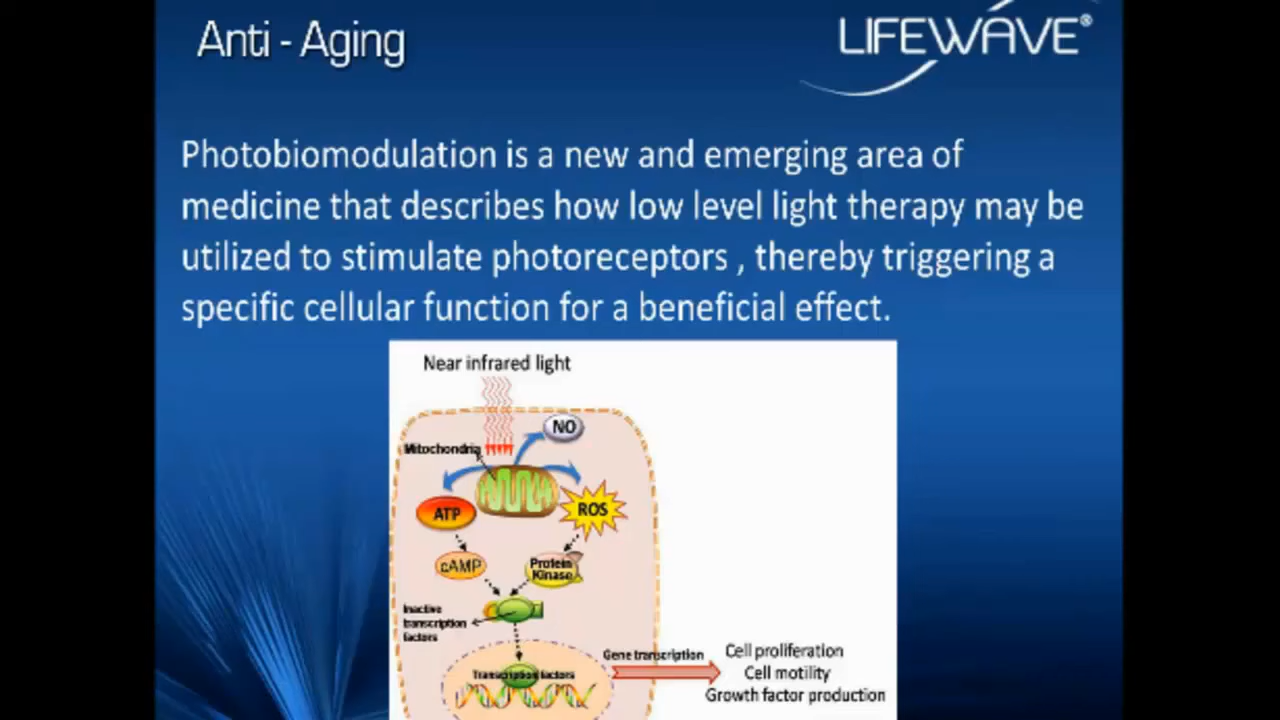 Anti - Aging
LIFEWAVE®
Photobiomodulation is a new and emerging area of
medicine that describes how low level light therapy may be
utilized to stimulate photoreceptors , thereby triggering a
specific cellular function for a beneficial effect.
Near infrared light
NO
Mitochondria
ATP
ROS
cAMP
Protein
Kinase
Inactive
transcription
factors
Gene transcription
Transcription factors
Cell proliferation
Cell motility
Growth factor production